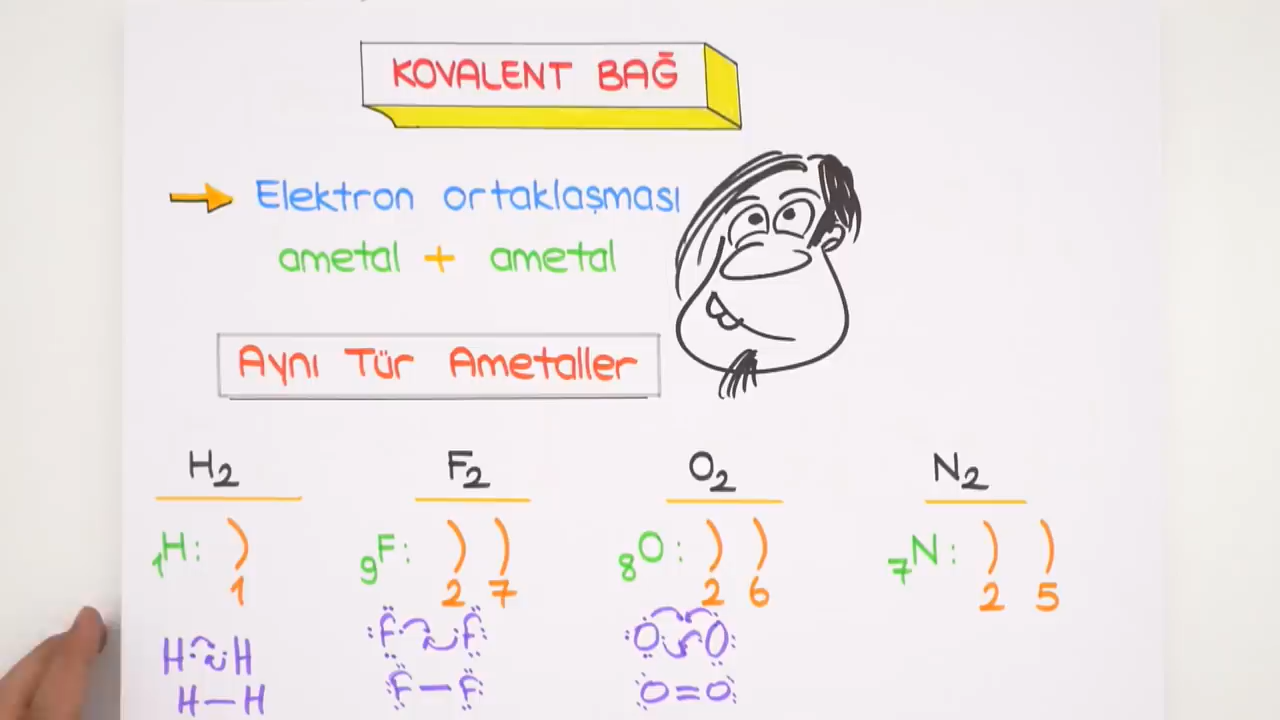 KOVALENT BAĞ
Elektron ortaklaşması
ametal + ametal
Aynı Tür Ametaller
H₂ F₂ O₂ N₂
₁H: ) ₉F: ) ) ₈O: ) ) ₇N: ) )
1 2 7 2 6 2 5
H H F F O O
H—H F—F O=O